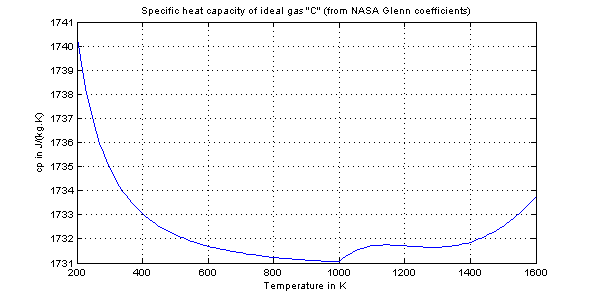 Specific heat capacity of ideal gas "C" (from NASA Glenn coefficients)
1741
1740
1739
1738
1737
1736
1735
1734
1733
1732
1731
cp in J/(kg.K)
200 400 600 800 1000 1200 1400 1600
Temperature in K